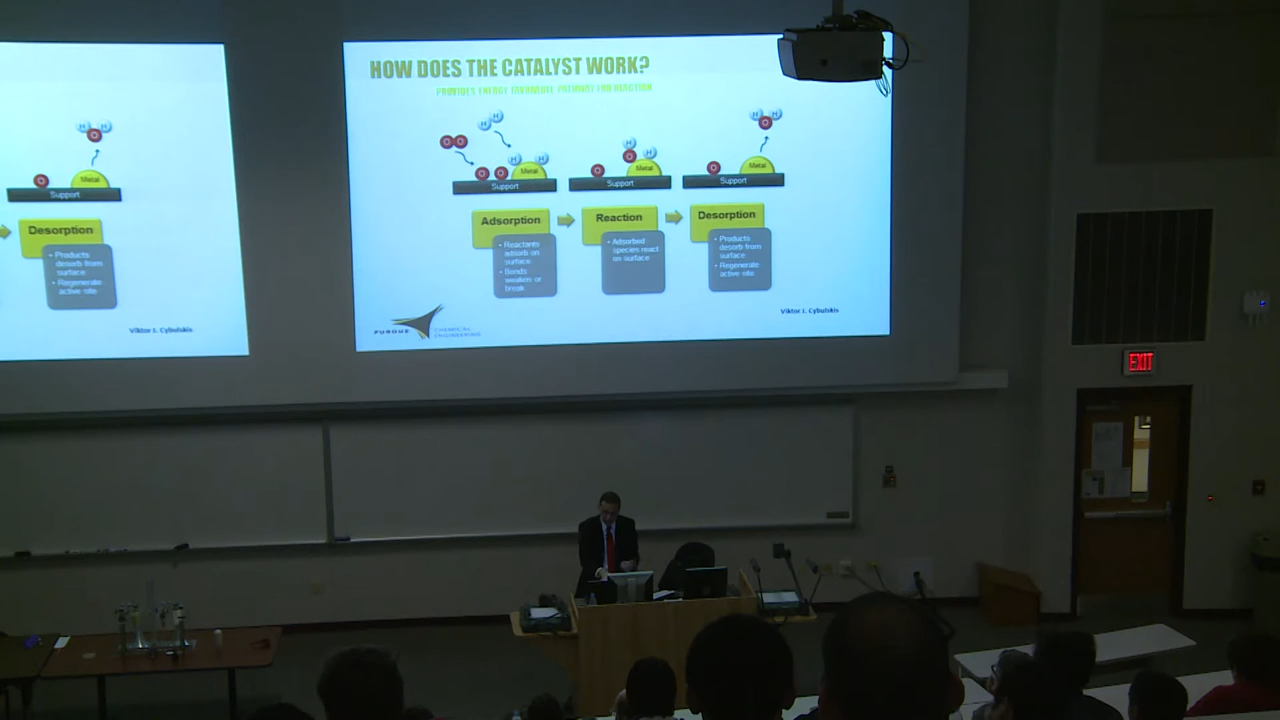 HOW DOES THE CATALYST WORK?
PROVIDES ENERGY FAVORABLE PATHWAY FOR REACTION
H H
O
O Metal
Support
Desorption
• Products desorb from surface
• Regenerate active site
Viktor J. Cybulskis
O O
H H
O O H H
Metal
Support
H
O H
O Metal
Support
H H
O
O Metal
Support
Adsorption
• Reactants
adsorb on
surface
• Bonds
weaken or
break
Reaction
• Adsorbed
species react
on surface
Desorption
• Products
desorb from
surface
• Regenerate
active site
PURDUE
CHEMICAL
ENGINEERING
Viktor J. Cybulskis
EXIT